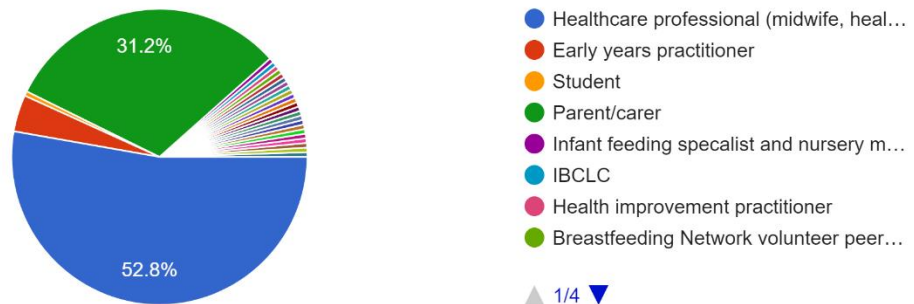 31.2%
52.8%
Healthcare professional (midwife, heal…
Early years practitioner
Student
Parent/carer
Infant feeding specalist and nursery m…
IBCLC
Health improvement practitioner
Breastfeeding Network volunteer peer…
1/4